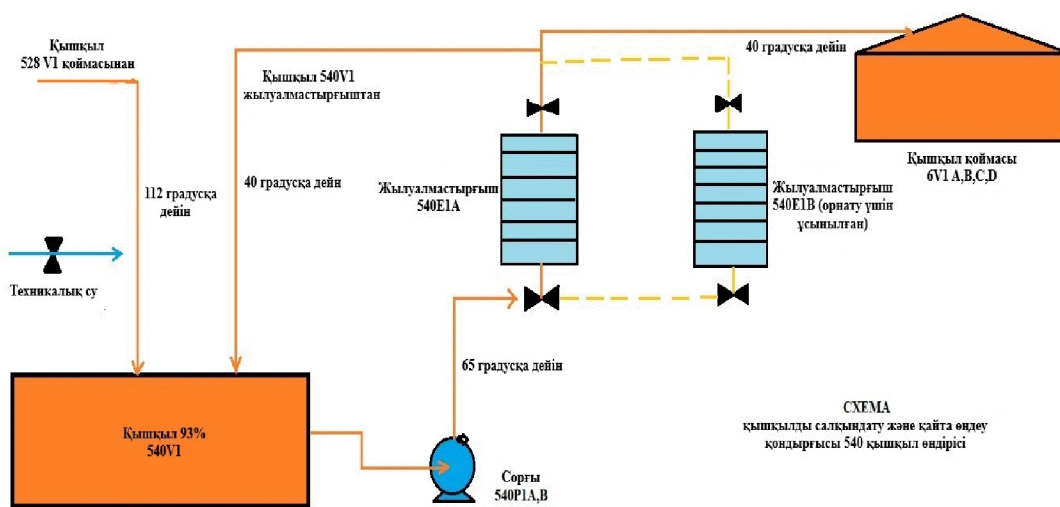 Қышқыл
528 V1 қоймасынан
40 градусқа дейін
Қышқыл 540V1
жылуалмастырғыштан
Қышқыл қоймасы
6V1 A,B,C,D
Жылуалмастырғыш
540E1A
Жылуалмастырғыш
540E1B (орнату үшін
ұсынылған)
112 градусқа
дейін
40 градусқа дейн
Техникалық су
65 градусқа дейін
Қышқыл 93%
540V1
Сорғы
540P1A,B
СХЕМА
қышқылды салқындату және қайта өңдеу
қондырғысы 540 қышқыл өндірісі